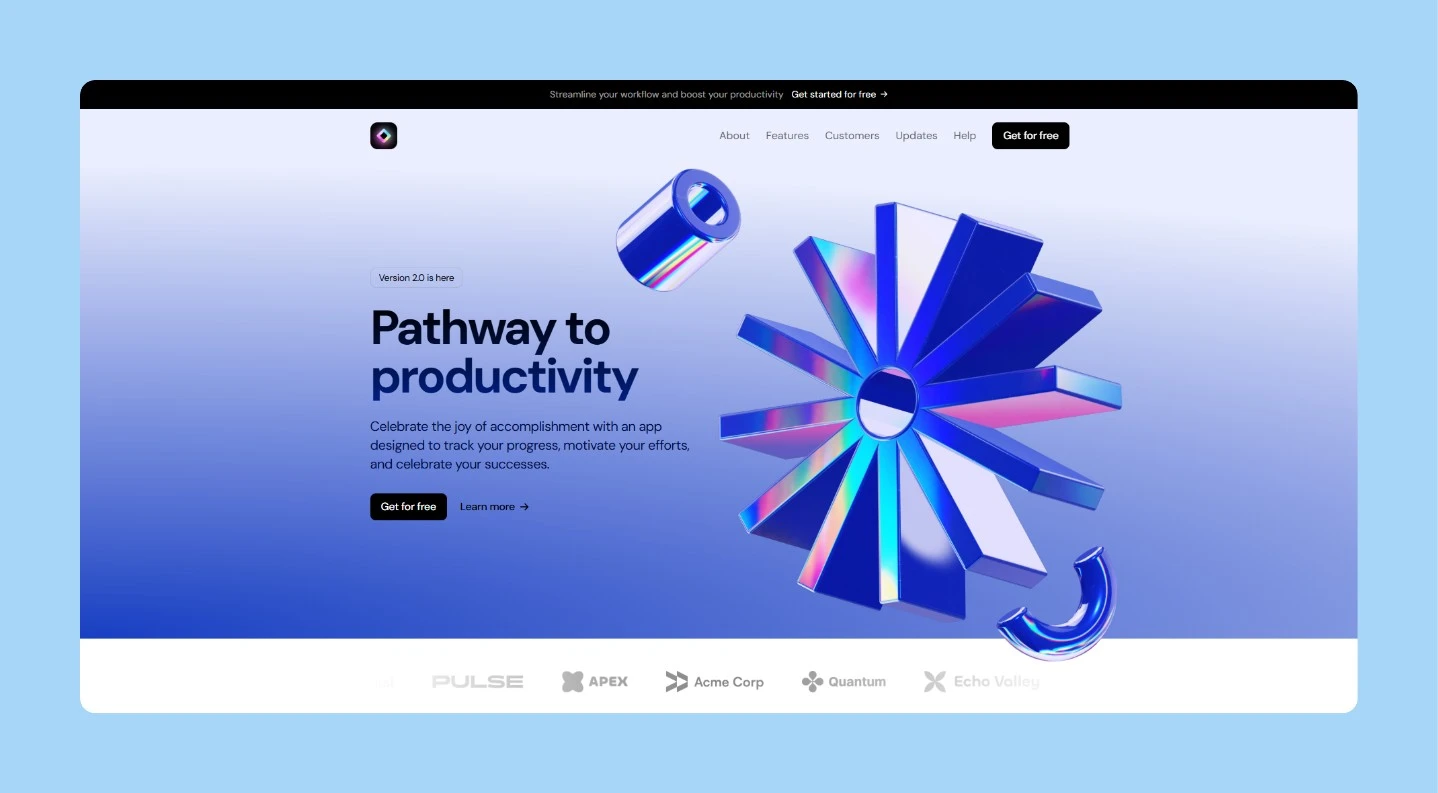 Streamline your workflow and boost your productivity Get started for free →
About Features Customers Updates Help Get for free
Version 2.0 is here
Pathway to
productivity
Celebrate the joy of accomplishment with an app
designed to track your progress, motivate your efforts,
and celebrate your successes.
Get for free Learn more →
PULSE APEX Acme Corp Quantum Echo Valley